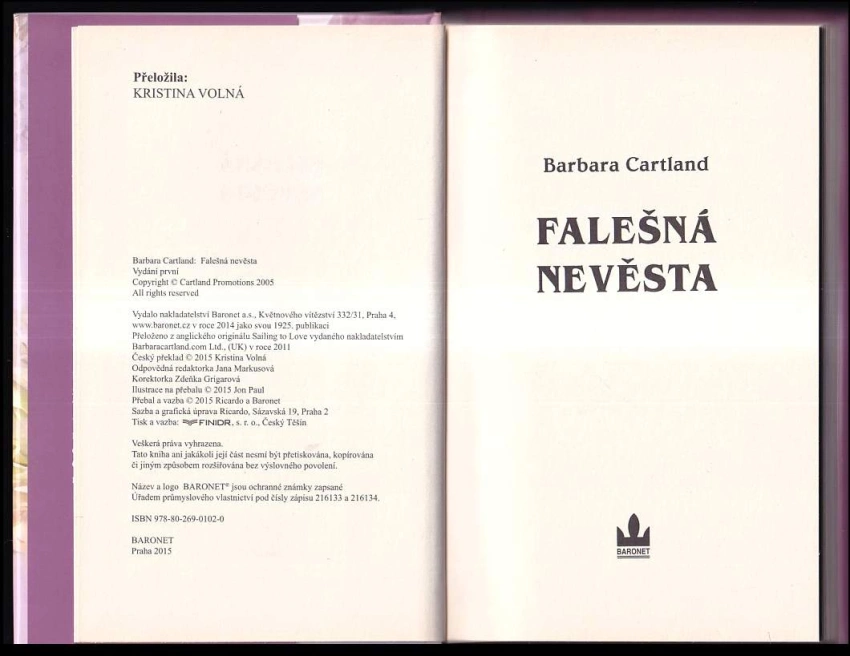 Přeložila:
KRISTINA VOLNÁ
Barbara Cartland: Falešná nevěsta
Vydání první
Copyright © Cartland Promotions 2005
All rights reserved
Vydalo nakladatelství Baronet a.s., Květnového vítězství 332/31, Praha 4,
www.baronet.cz v roce 2014 jako svou 1925. publikaci
Přeloženo z anglického originálu Sailing to Love vydaného nakladatelstvím
Barbaracartland.com Ltd., (UK) v roce 2011
Český překlad © 2015 Kristina Volná
Odpovědná redaktorka Jana Markusová
Korektorka Zdeňka Grigarová
Ilustrace na přebalu © 2015 Jon Paul
Přebal a vazba © 2015 Ricardo a Baronet
Sazba a grafická úprava Ricardo, Sázavská 19, Praha 2
Tisk a vazba: FINIDR, s. r. o., Český Těšín
Veškerá práva vyhrazena.
Tato kniha ani jakákoli její část nesmí být přetiskována, kopírována
či jiným způsobem rozšiřována bez výslovného povolení.
Název a logo BARONET® jsou ochranné známky zapsané
Úřadem průmyslového vlastnictví pod čísly zápisu 216133 a 216134.
ISBN 978-80-269-0102-0
BARONET
Praha 2015
Barbara Cartland
FALEŠNÁ
NEVĚSTA
BARONET